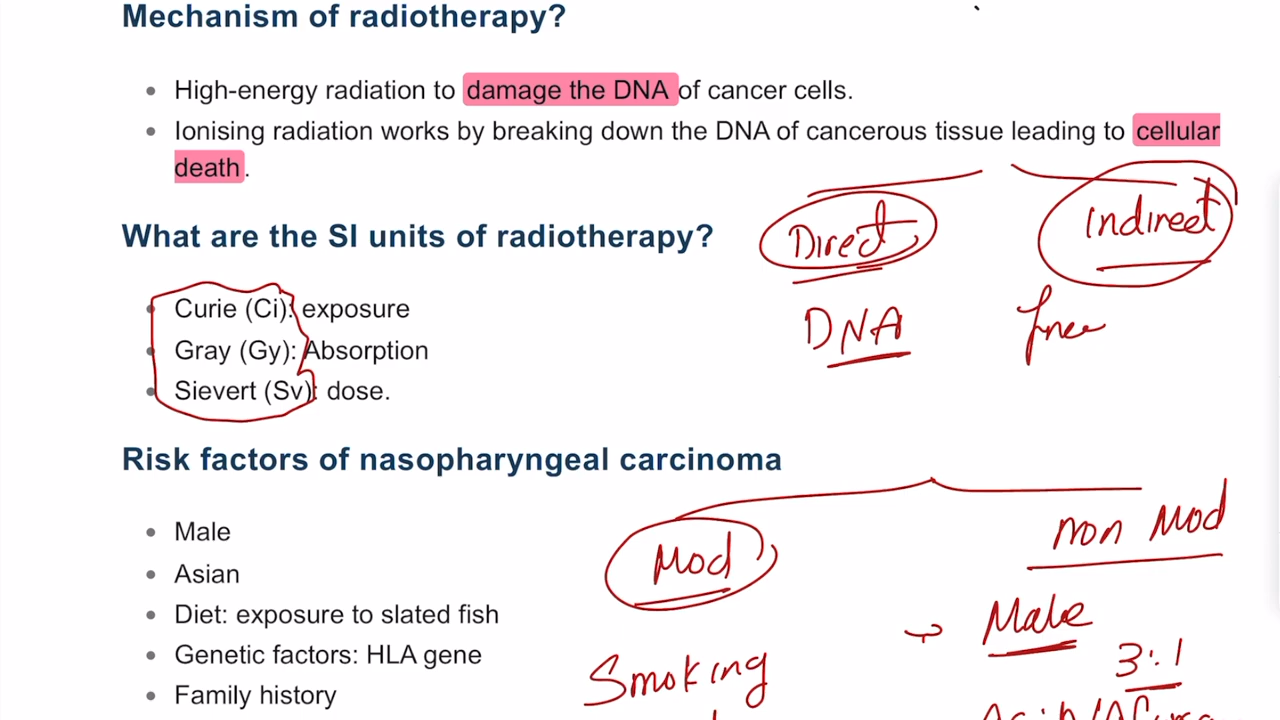 Mechanism of radiotherapy?
High-energy radiation to damage the DNA of cancer cells.
Ionising radiation works by breaking down the DNA of cancerous tissue leading to cellular
death.
Direct
Indirect
What are the SI units of radiotherapy?
Curie (Ci): exposure
DNA
free
Gray (Gy): Absorption
Sievert (Sv): dose.
Risk factors of nasopharyngeal carcinoma
Male
Mod
non Mod
Asian
Diet: exposure to slated fish
Male
Genetic factors: HLA gene
Smoking
3:1
Family history